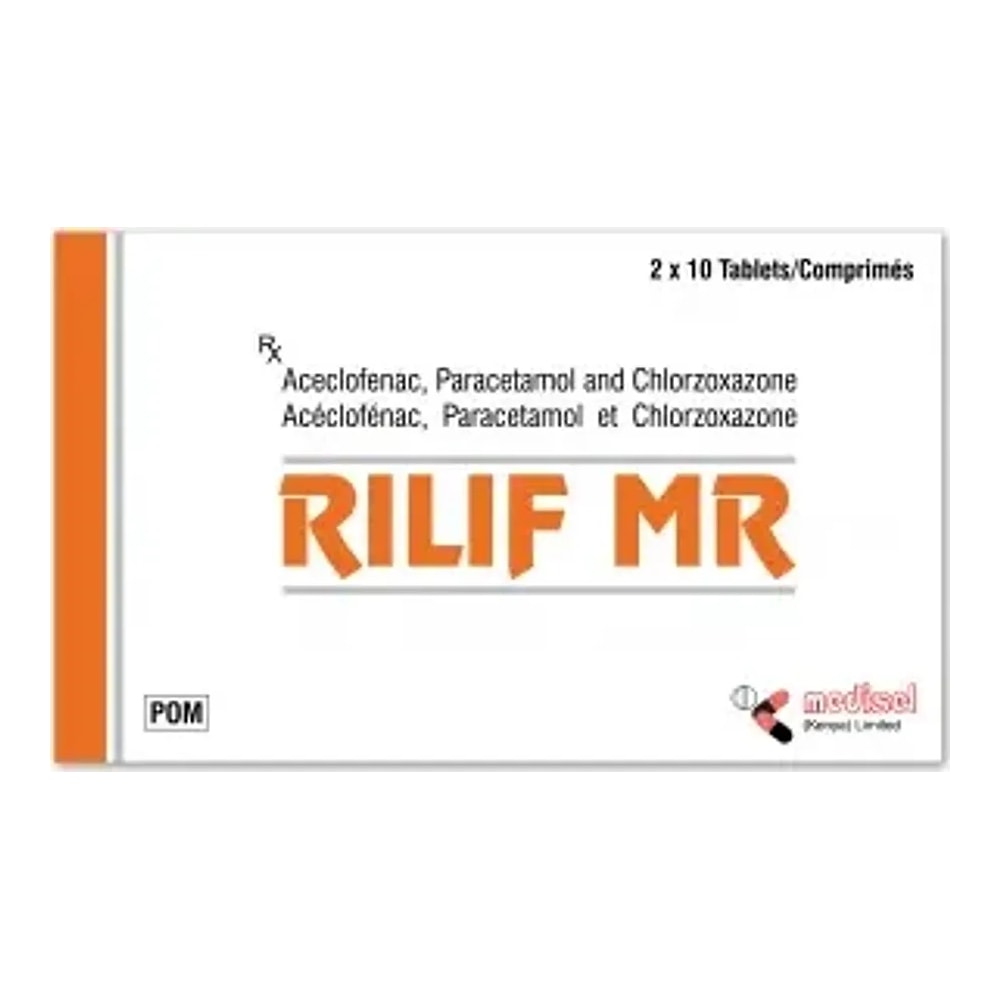 2 x 10 Tablets/Comprimés
Rx
Aceclofenac, Paracetamol and Chlorzoxazone
Acéclofénac, Paracetamol et Chlorzoxazone
RILIF MR
POM
medisel
(Kenya) Limited